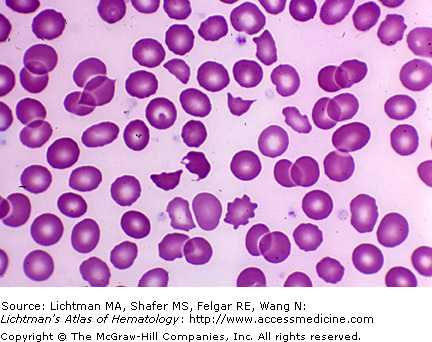 Source: Lichtman MA, Shafer MS, Felgar RE, Wang N:
Lichtman's Atlas of Hematology: http://www.accessmedicine.com
Copyright © The McGraw-Hill Companies, Inc. All rights reserved.